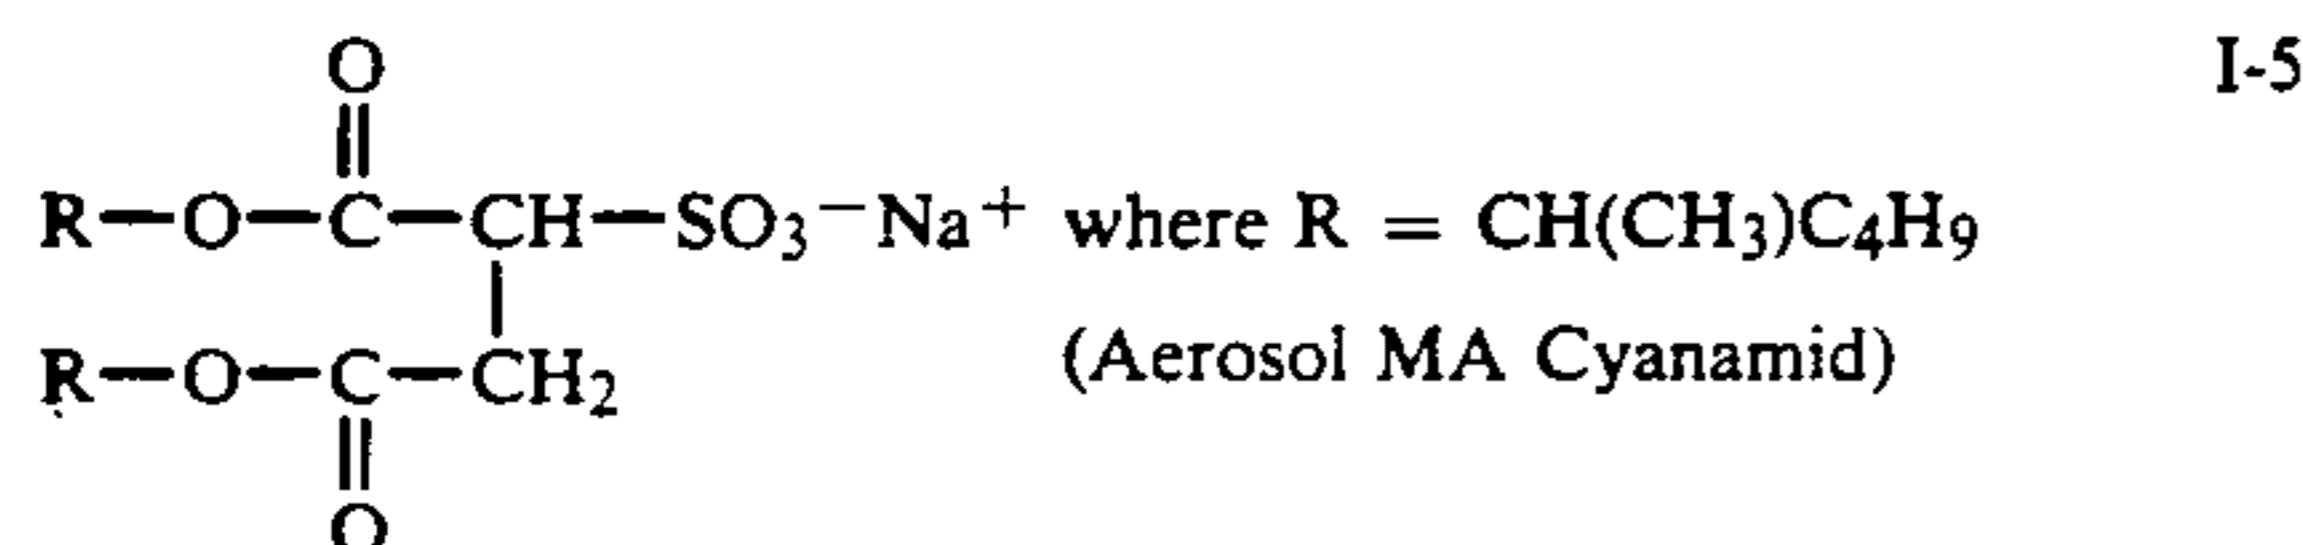 O I-5
R—O—C—CH—SO₃⁻Na⁺ where R = CH(CH₃)C₄H₉
R—O—C—CH₂ (Aerosol MA Cyanamid)
O